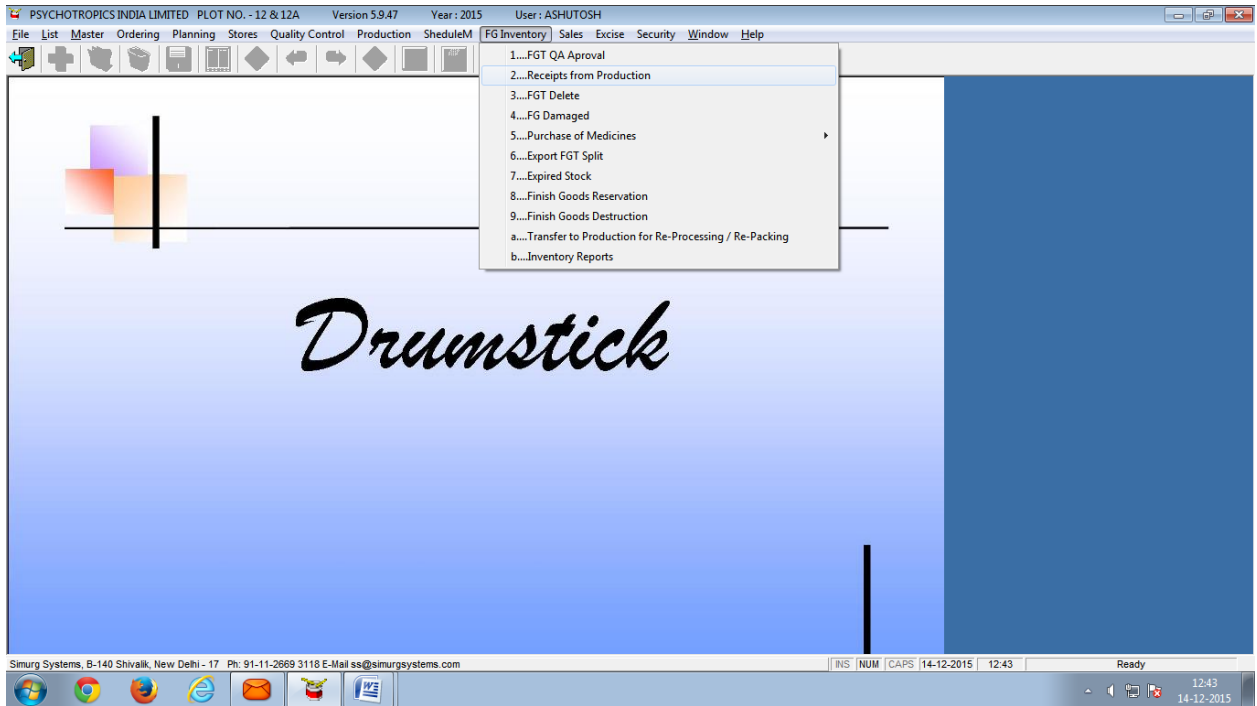 PSYCHOTROPICS INDIA LIMITED PLOT NO. - 12 & 12A Version 5.9.47 Year : 2015 User : ASHUTOSH
File List Master Ordering Planning Stores Quality Control Production SheduleM FG Inventory Sales Excise Security Window Help
1....FGT QA Aproval
2....Receipts from Production
3....FGT Delete
4....FG Damaged
5....Purchase of Medicines
6....Export FGT Split
7....Expired Stock
8....Finish Goods Reservation
9....Finish Goods Destruction
a....Transfer to Production for Re-Processing / Re-Packing
b....Inventory Reports
Drumstick
Simurg Systems, B-140 Shivalik, New Delhi - 17 Ph: 91-11-2669 3118 E-Mail ss@simurgsystems.com INS NUM CAPS 14-12-2015 12:43 Ready
12:43
14-12-2015